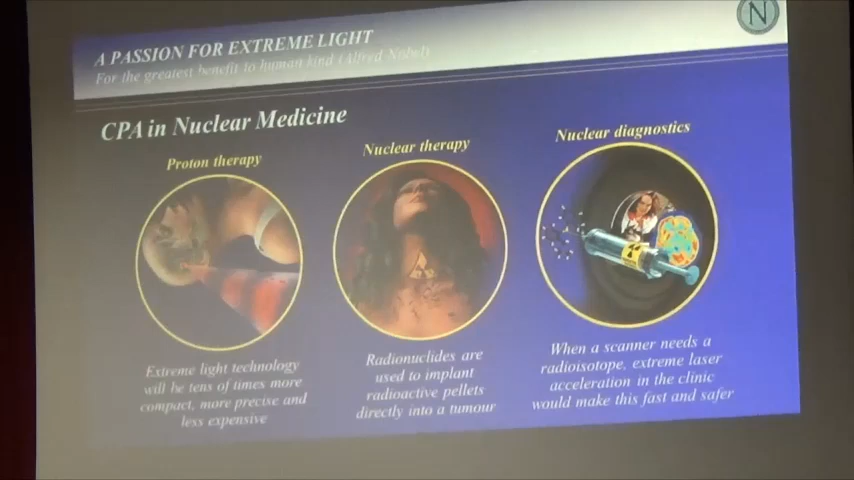 N
A PASSION FOR EXTREME LIGHT
For the greatest benefit to human kind (Alfred Nobel)
CPA in Nuclear Medicine
Proton therapy
Extreme light technology
will be tens of times more
compact, more precise and
less expensive
Nuclear therapy
Radionuclides are
used to implant
radioactive pellets
directly into a tumour
Nuclear diagnostics
When a scanner needs a
radioisotope, extreme laser
acceleration in the clinic
would make this fast and safer